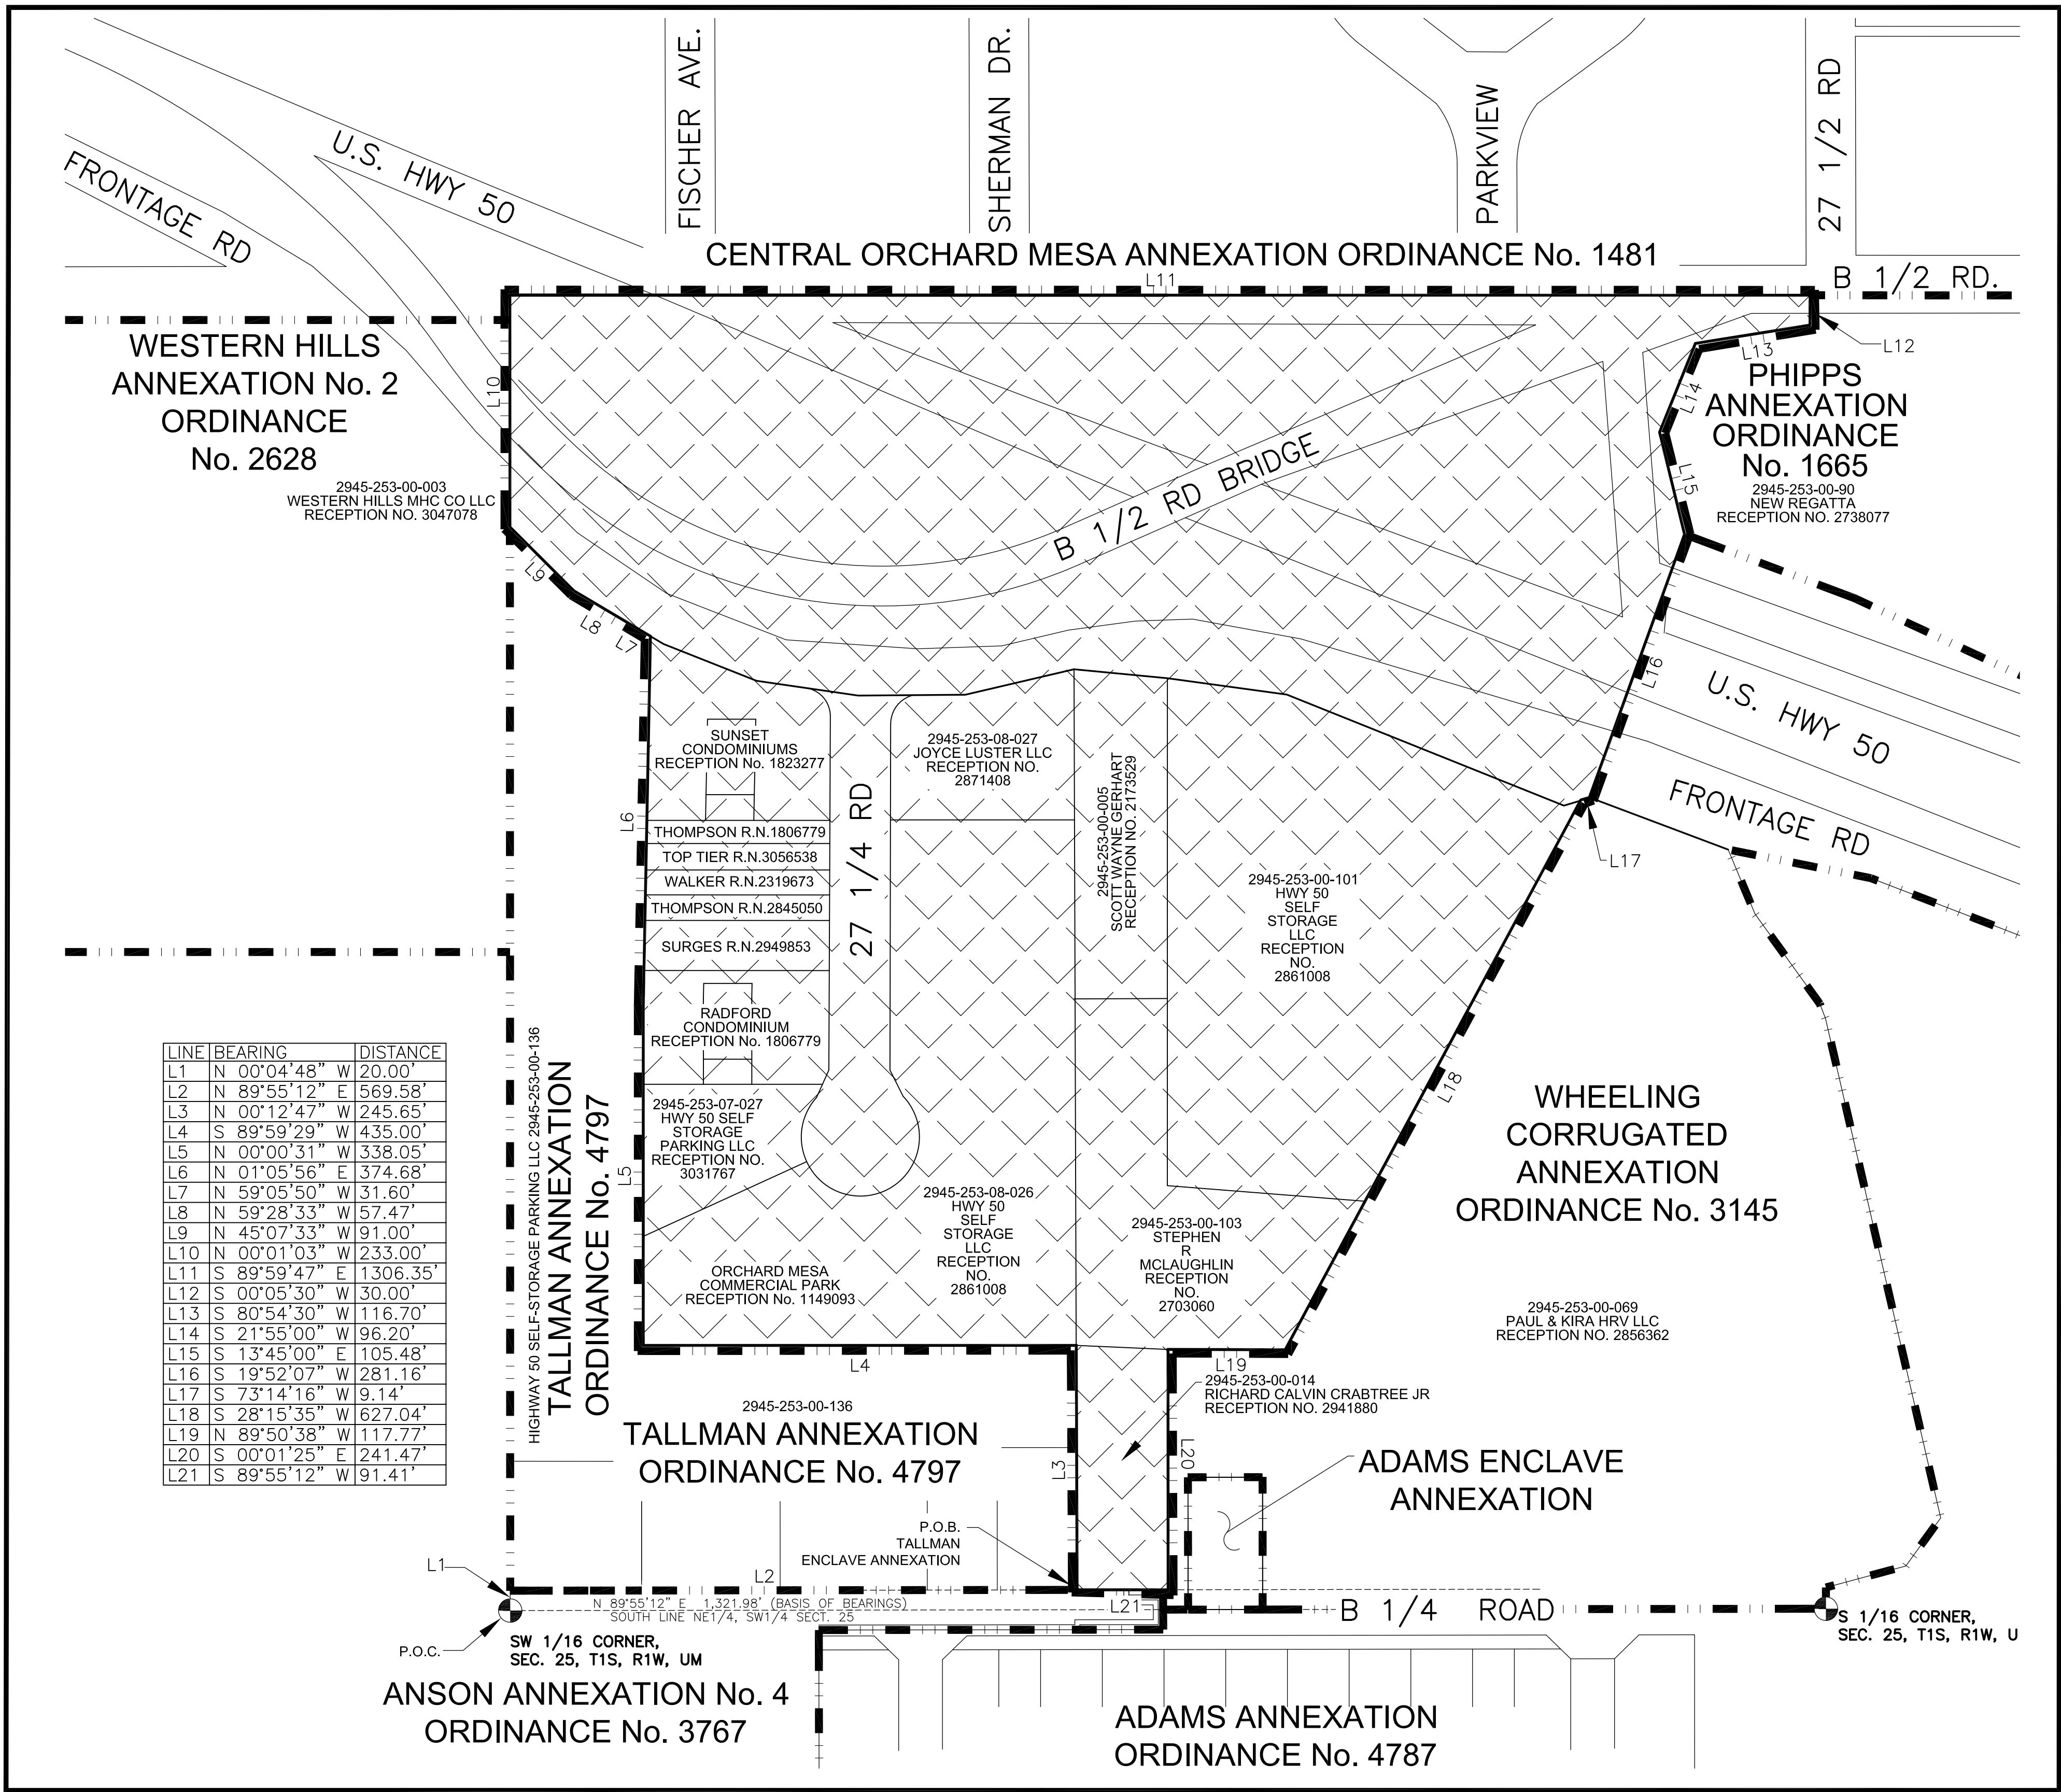 FISCHER AVE.
SHERMAN DR.
PARKVIEW
27 1/2 RD
U.S. HWY 50
FRONTAGE RD
CENTRAL ORCHARD MESA ANNEXATION ORDINANCE No. 1481
L11
B 1/2 RD.
L12
WESTERN HILLS
ANNEXATION No. 2
ORDINANCE
No. 2628
L10
2945-253-00-003
WESTERN HILLS MHC CO LLC
RECEPTION NO. 3047078
L13
L14
L15
PHIPPS
ANNEXATION
ORDINANCE
No. 1665
2945-253-00-90
NEW REGATTA
RECEPTION NO. 2738077
B 1/2 RD BRIDGE
L9
L8
L7
L16
U.S. HWY 50
FRONTAGE RD
L17
SUNSET
CONDOMINIUMS
RECEPTION No. 1823277
2945-253-08-027
JOYCE LUSTER LLC
RECEPTION NO.
2871408
2945-253-00-005
SCOTT WAYNE GERHART
RECEPTION NO. 2173529
L6
THOMPSON R.N.1806779
TOP TIER R.N.3056538
WALKER R.N.2319673
THOMPSON R.N.2845050
SURGES R.N.2949853
27 1/4 RD
2945-253-00-101
HWY 50
SELF
STORAGE
LLC
RECEPTION
NO.
2861008
RADFORD
CONDOMINIUM
RECEPTION No. 1806779
LINE BEARING DISTANCE
L1 N 00°04'48" W 20.00'
L2 N 89°55'12" E 569.58'
L3 N 00°12'47" W 245.65'
L4 S 89°59'29" W 435.00'
L5 N 00°00'31" W 338.05'
L6 N 01°05'56" E 374.68'
L7 N 59°05'50" W 31.60'
L8 N 59°28'33" W 57.47'
L9 N 45°07'33" W 91.00'
L10 N 00°01'03" W 233.00'
L11 S 89°59'47" E 1306.35'
L12 S 00°05'30" W 30.00'
L13 S 80°54'30" W 116.70'
L14 S 21°55'00" W 96.20'
L15 S 13°45'00" E 105.48'
L16 S 19°52'07" W 281.16'
L17 S 73°14'16" W 9.14'
L18 S 28°15'35" W 627.04'
L19 N 89°50'38" W 117.77'
L20 S 00°01'25" E 241.47'
L21 S 89°55'12" W 91.41'
HIGHWAY 50 SELF-STORAGE PARKING LLC 2945-253-00-136
TALLMAN ANNEXATION
ORDINANCE No. 4797
L5
2945-253-07-027
HWY 50 SELF
STORAGE
PARKING LLC
RECEPTION NO.
3031767
L18
WHEELING
CORRUGATED
ANNEXATION
ORDINANCE No. 3145
2945-253-08-026
HWY 50
SELF
STORAGE
LLC
RECEPTION
NO.
2861008
2945-253-00-103
STEPHEN
R
MCLAUGHLIN
RECEPTION
NO.
2703060
ORCHARD MESA
COMMERCIAL PARK
RECEPTION No. 1149093
2945-253-00-069
PAUL & KIRA HRV LLC
RECEPTION NO. 2856362
L4
L19
2945-253-00-014
RICHARD CALVIN CRABTREE JR
RECEPTION NO. 2941880
2945-253-00-136
TALLMAN ANNEXATION
ORDINANCE No. 4797
L3
L20
ADAMS ENCLAVE
ANNEXATION
P.O.B.
TALLMAN
ENCLAVE ANNEXATION
L1
L2
N 89°55'12" E 1,321.98' (BASIS OF BEARINGS)
SOUTH LINE NE1/4, SW1/4 SECT. 25
L21
B 1/4 ROAD
P.O.C.
SW 1/16 CORNER,
SEC. 25, T1S, R1W, UM
S 1/16 CORNER,
SEC. 25, T1S, R1W, U
ANSON ANNEXATION No. 4
ORDINANCE No. 3767
ADAMS ANNEXATION
ORDINANCE No. 4787